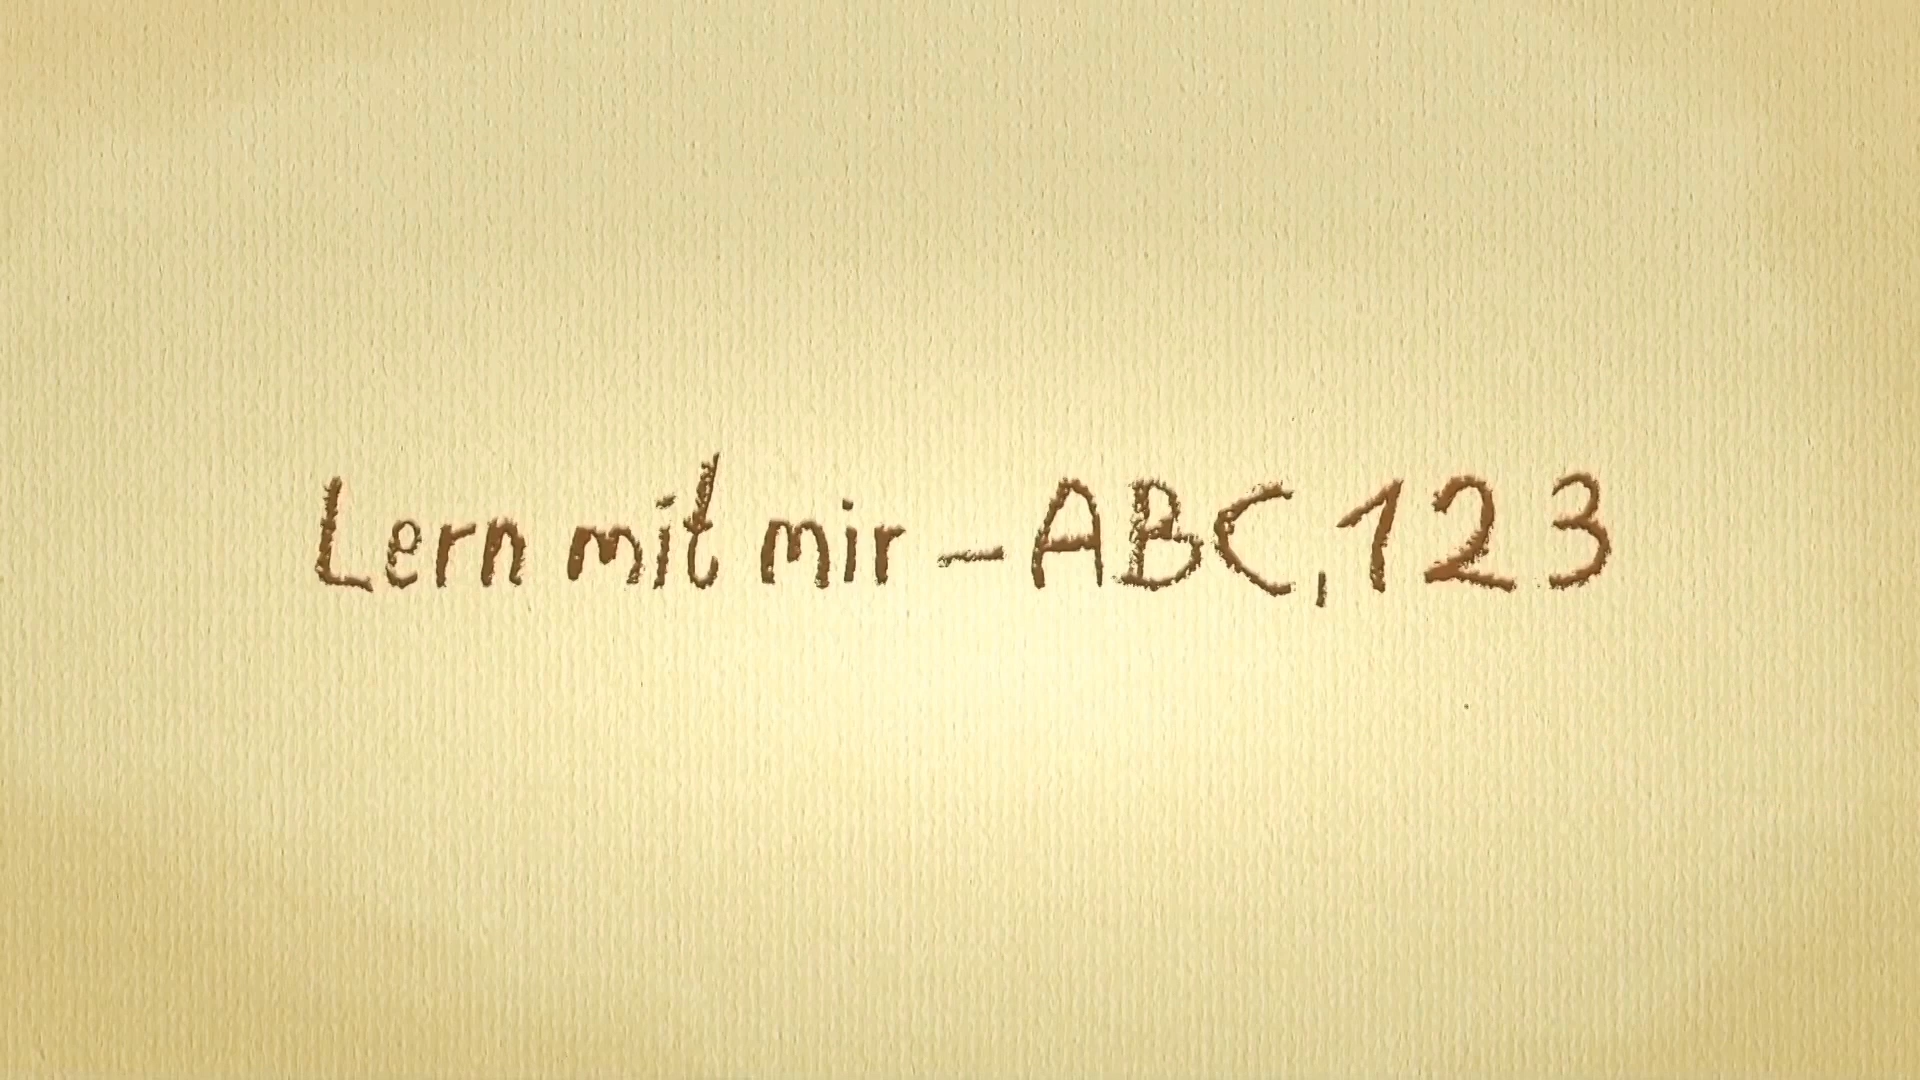 Lern mit mir – ABC, 123